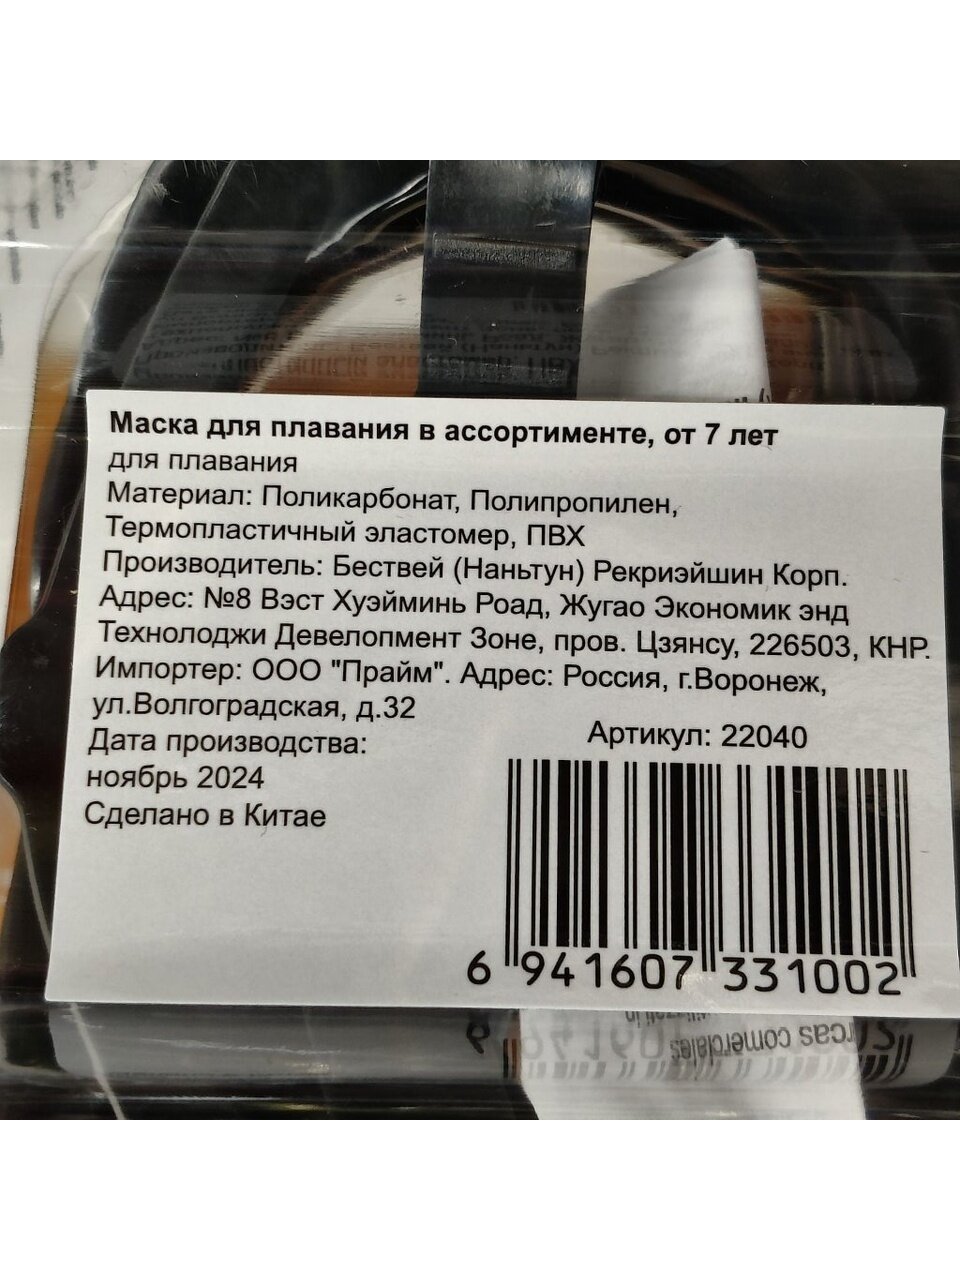 Маска для плавания в ассортименте, от 7 лет
для плавания
Материал: Поликарбонат, Полипропилен,
Термопластичный эластомер, ПВХ
Производитель: Бествей (Наньтун) Рекриэйшин Корп.
Адрес: №8 Вэст Хуэйминь Роад, Жугао Экономик энд
Технолоджи Девелопмент Зоне, пров. Цзянсу, 226503, КНР.
Импортер: ООО "Прайм". Адрес: Россия, г.Воронеж,
ул.Волгоградская, д.32
Артикул: 22040
Дата производства:
ноябрь 2024
Сделано в Китае
6 941607 331002
comerciales